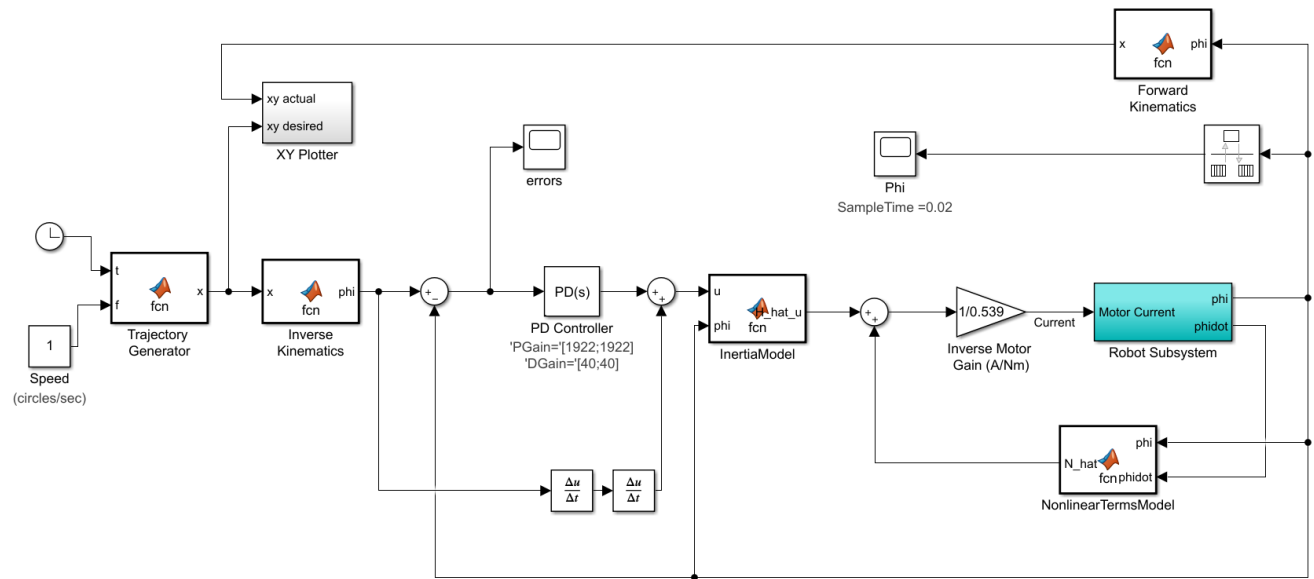 x
phi
fcn
Forward
Kinematics
xy actual
xy desired
XY Plotter
errors
Phi
SampleTime =0.02
t
f
x
fcn
Trajectory
Generator
1
Speed
(circles/sec)
x
phi
fcn
Inverse
Kinematics
+
−
PD(s)
PD Controller
'PGain='[1922;1922]
'DGain='[40;40]
+
+
u
phi
H_hat_u
fcn
InertiaModel
+
+
1/0.539
Inverse Motor
Gain (A/Nm)
Current
Motor Current
phi
phidot
Robot Subsystem
Δu
Δt
Δu
Δt
phi
N_hat
fcn
phidot
NonlinearTermsModel